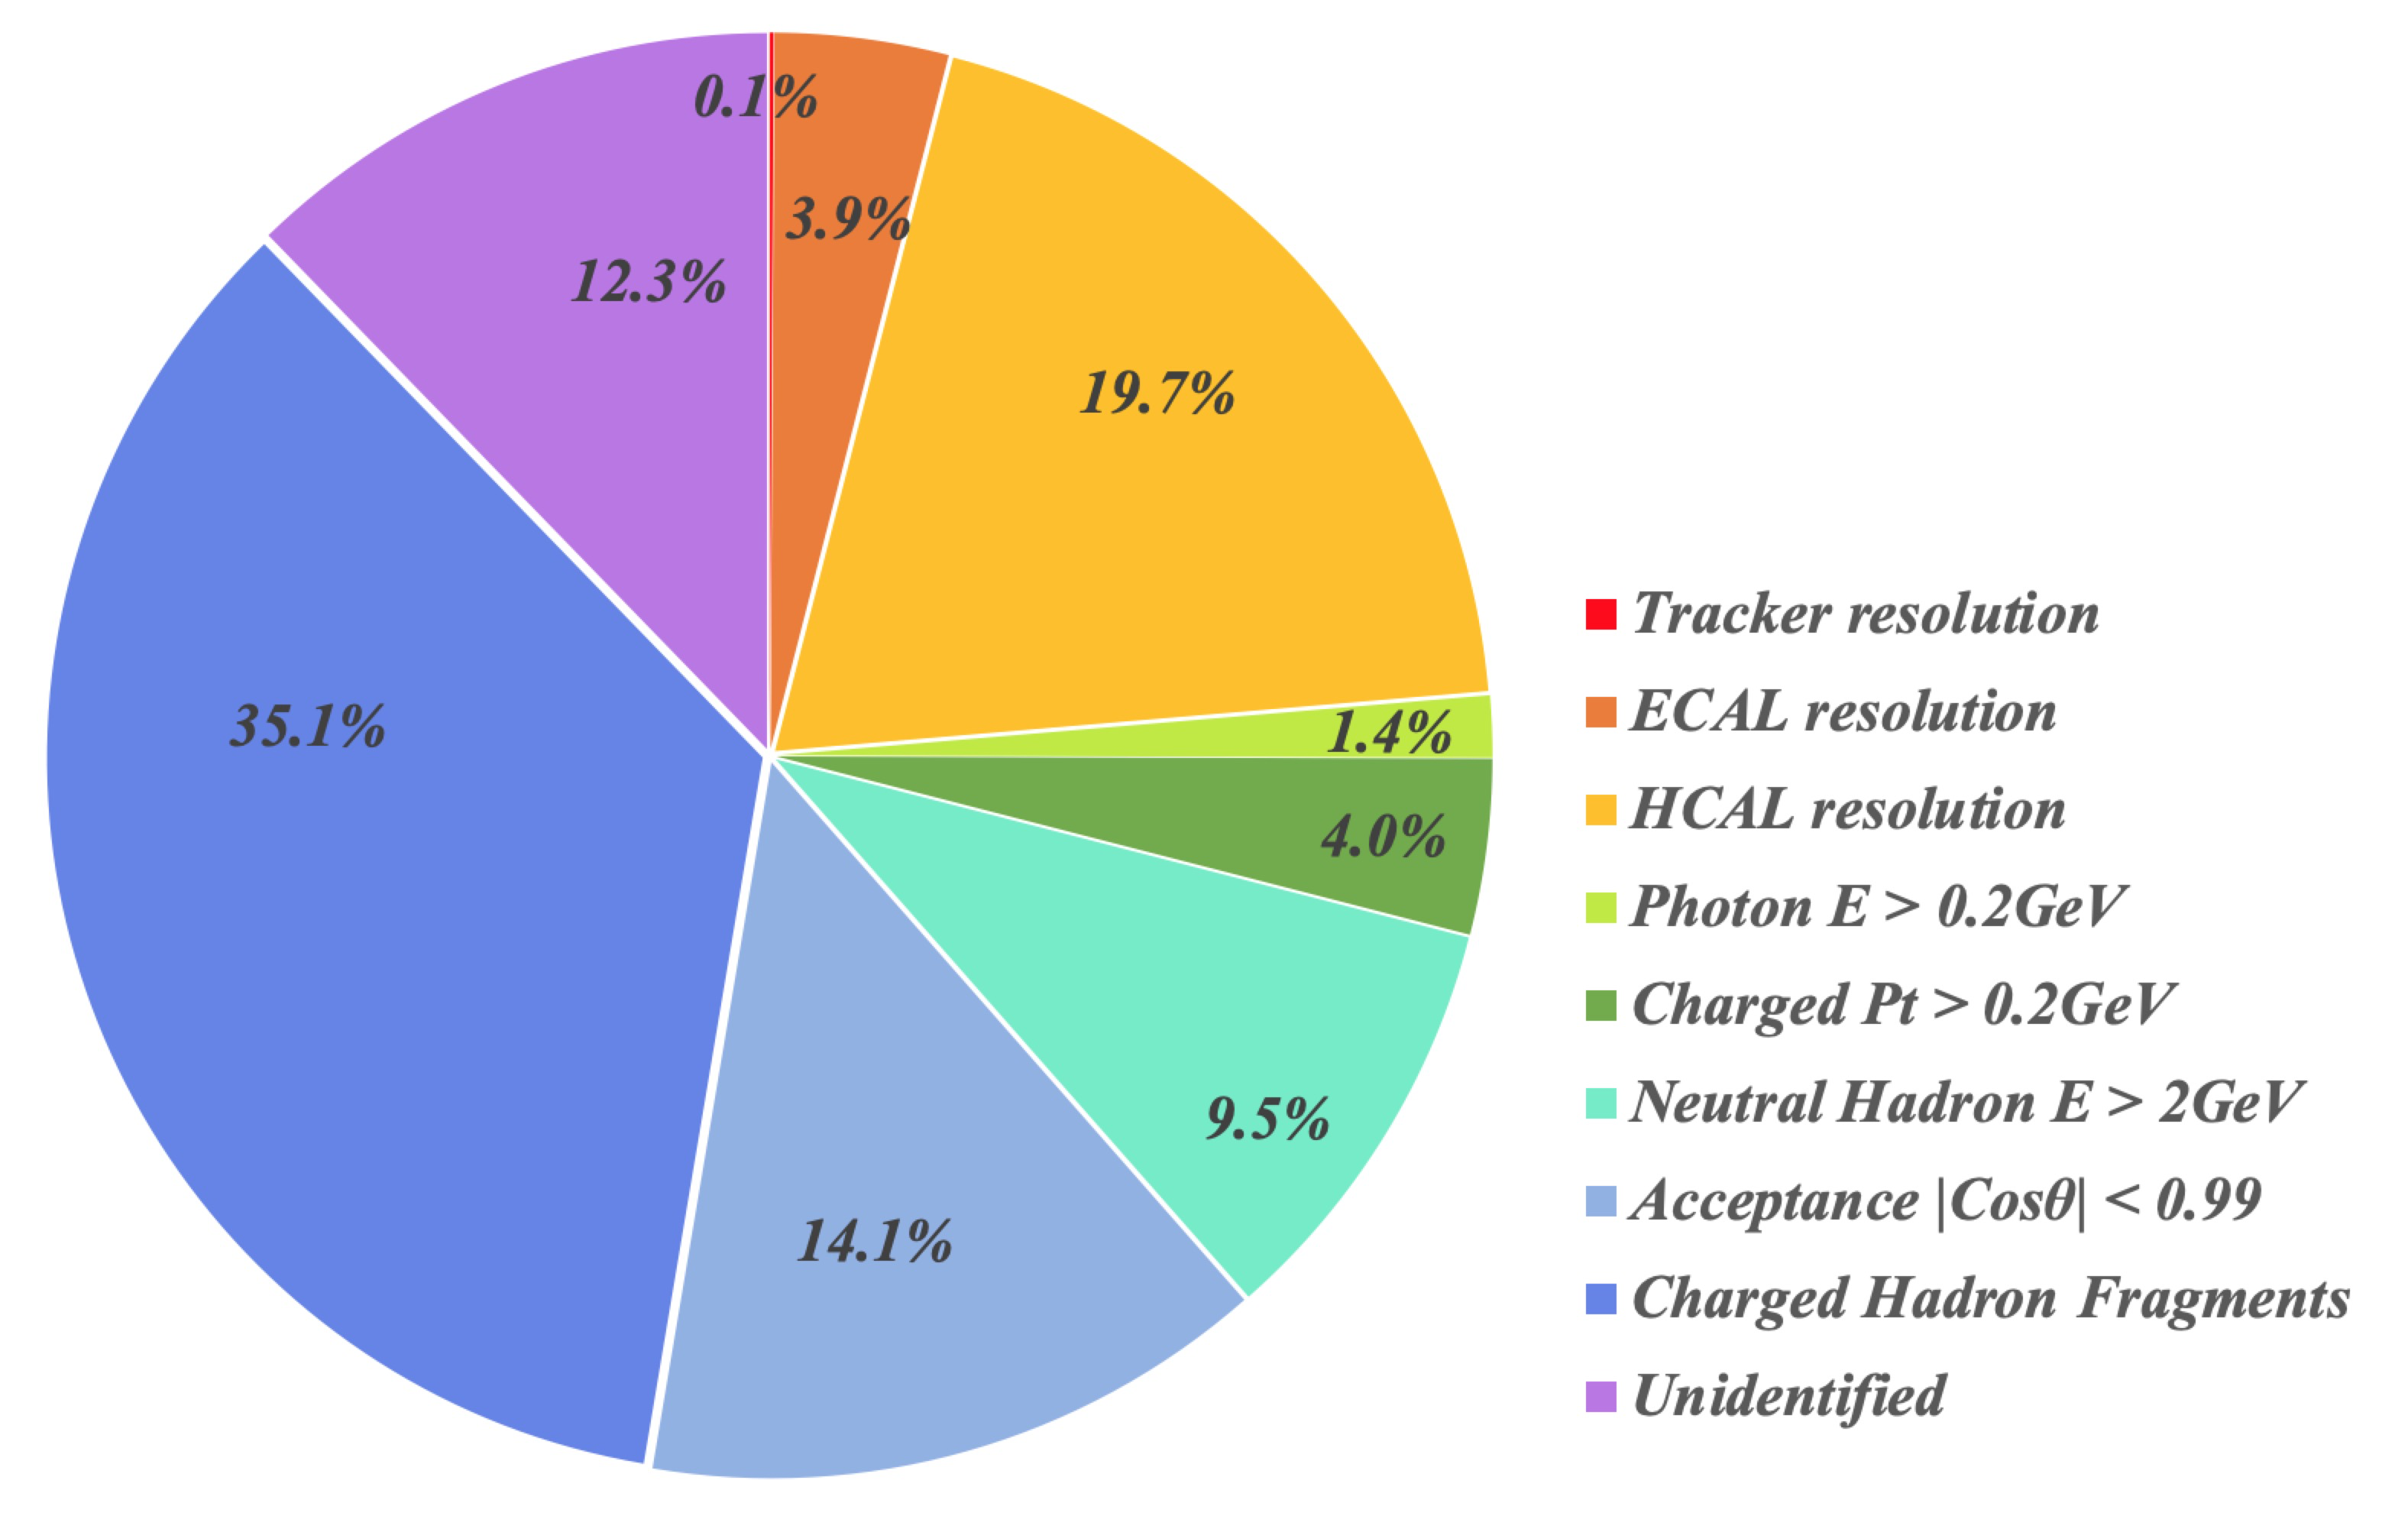 0.1%
3.9%
12.3%
19.7%
35.1%
1.4%
4.0%
9.5%
14.1%
Tracker resolution
ECAL resolution
HCAL resolution
Photon E > 0.2GeV
Charged Pt > 0.2GeV
Neutral Hadron E > 2GeV
Acceptance |Cosθ| < 0.99
Charged Hadron Fragments
Unidentified